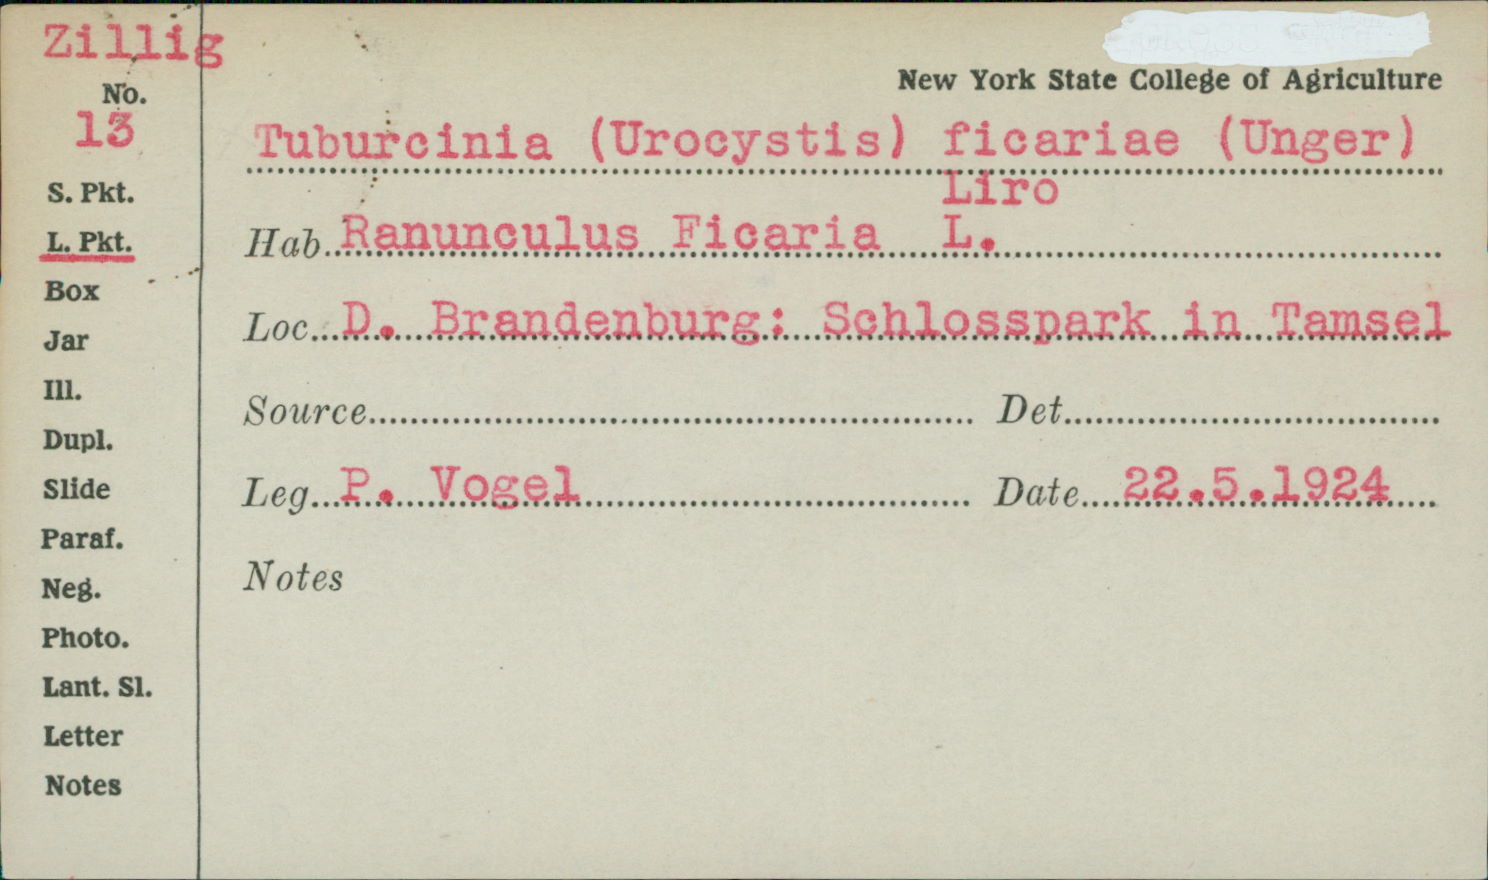 Zillig
No.
13
S. Pkt.
L. Pkt.
Box
Jar
Ill.
Dupl.
Slide
Paraf.
Neg.
Photo.
Lant. Sl.
Letter
Notes
New York State College of Agriculture
Tuburcinia (Urocystis) ficariae (Unger)
Liro
Hab. Ranunculus Ficaria L.
Loc. D. Brandenburg: Schlosspark in Tamsel
Source Det.
Leg. P. Vogel Date 22.5.1924
Notes